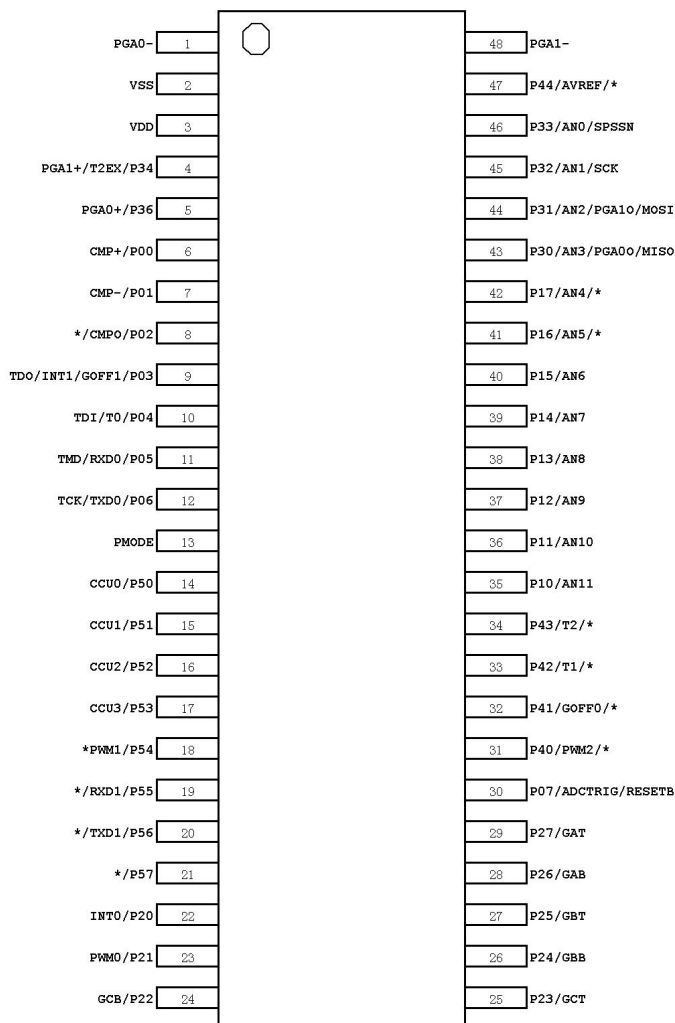 PGA0- 1 48 PGA1-
VSS 2 47 P44/AVREF/*
VDD 3 46 P33/AN0/SPSSN
PGA1+/T2EX/P34 4 45 P32/AN1/SCK
PGA0+/P36 5 44 P31/AN2/PGA1O/MOSI
CMP+/P00 6 43 P30/AN3/PGA0O/MISO
CMP-/P01 7 42 P17/AN4/*
*/CMPO/P02 8 41 P16/AN5/*
TDO/INT1/GOFF1/P03 9 40 P15/AN6
TDI/T0/P04 10 39 P14/AN7
TMD/RXD0/P05 11 38 P13/AN8
TCK/TXD0/P06 12 37 P12/AN9
PMODE 13 36 P11/AN10
CCU0/P50 14 35 P10/AN11
CCU1/P51 15 34 P43/T2/*
CCU2/P52 16 33 P42/T1/*
CCU3/P53 17 32 P41/GOFF0/*
*PWM1/P54 18 31 P40/PWM2/*
*/RXD1/P55 19 30 P07/ADCTRIG/RESETB
*/TXD1/P56 20 29 P27/GAT
*/P57 21 28 P26/GAB
INT0/P20 22 27 P25/GBT
PWM0/P21 23 26 P24/GBB
GCB/P22 24 25 P23/GCT